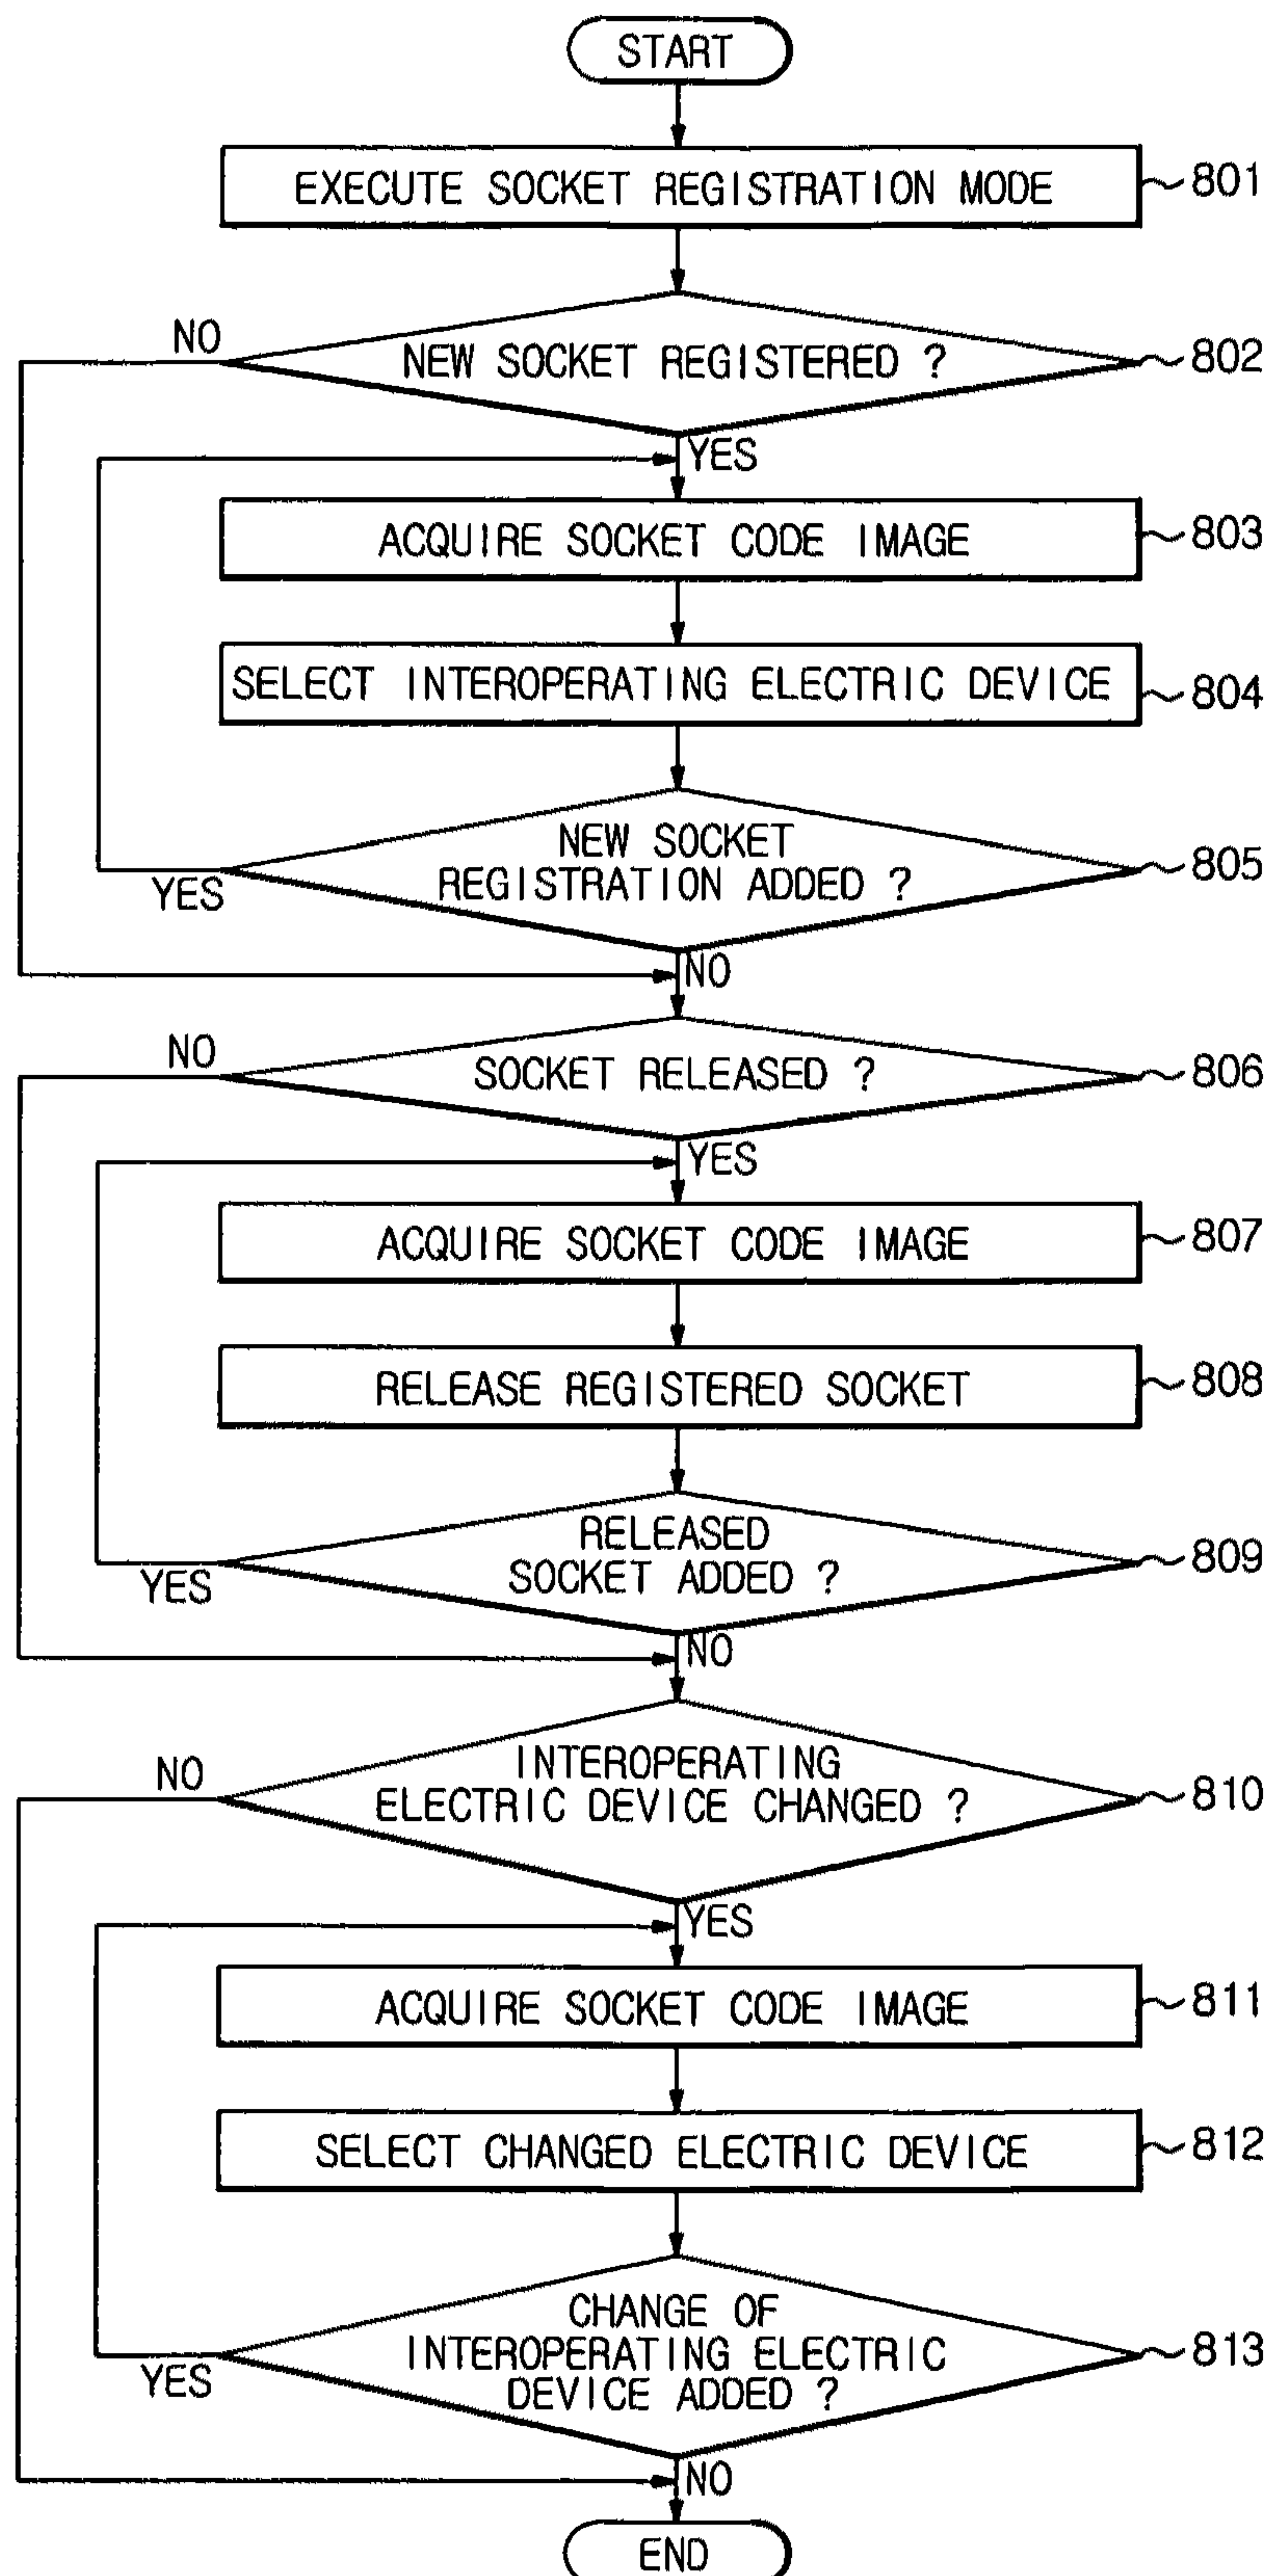 START
EXECUTE SOCKET REGISTRATION MODE
801
NO
NEW SOCKET REGISTERED ?
802
YES
ACQUIRE SOCKET CODE IMAGE
803
SELECT INTEROPERATING ELECTRIC DEVICE
804
NEW SOCKET
REGISTRATION ADDED ?
805
YES
NO
NO
SOCKET RELEASED ?
806
YES
ACQUIRE SOCKET CODE IMAGE
807
RELEASE REGISTERED SOCKET
808
RELEASED
SOCKET ADDED ?
809
YES
NO
INTEROPERATING
NO
ELECTRIC DEVICE CHANGED ?
810
YES
ACQUIRE SOCKET CODE IMAGE
811
SELECT CHANGED ELECTRIC DEVICE
812
CHANGE OF
INTEROPERATING ELECTRIC
DEVICE ADDED ?
813
YES
NO
END